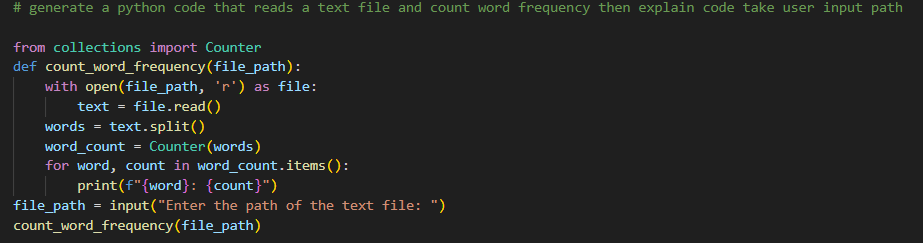 # generate a python code that reads a text file and count word frequency then explain code take user input path
from collections import Counter
def count_word_frequency(file_path):
    with open(file_path, 'r') as file:
        text = file.read()
    words = text.split()
    word_count = Counter(words)
    for word, count in word_count.items():
        print(f"{word}: {count}")
file_path = input("Enter the path of the text file: ")
count_word_frequency(file_path)